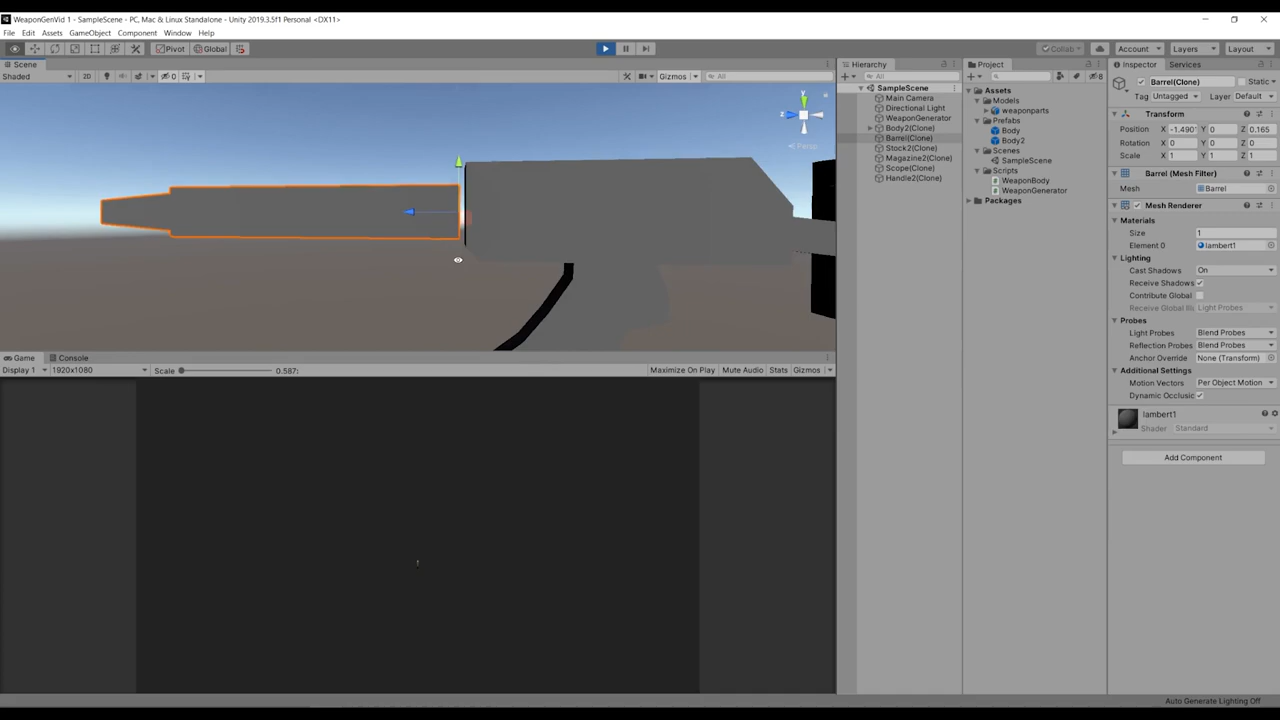 WeaponGenVid 1 - SampleScene - PC, Mac & Linux Standalone - Unity 2019.3.5f1 Personal <DX11>
File Edit Assets GameObject Component Window Help
Pivot Global Collab Account Layers Layout
Scene Hierarchy Project Inspector Services
Shaded 2D 0 Gizmos All All 8
Barrel(Clone) Static
Tag Untagged Layer Default
Transform
Position X -1.490 Y 0 Z 0.165
Rotation X 0 Y 0 Z 0
Scale X 1 Y 1 Z 1
Barrel (Mesh Filter)
Mesh Barrel
Mesh Renderer
Materials
Size 1
Element 0 lambert1
Lighting
Cast Shadows On
Receive Shadows
Contribute Global
Receive Global Ill Light Probes
Probes
Light Probes Blend Probes
Reflection Probes Blend Probes
Anchor Override None (Transform)
Additional Settings
Motion Vectors Per Object Motion
Dynamic Occlusic
lambert1
Shader Standard
Add Component
SampleScene
Main Camera
Directional Light
WeaponGenerator
Body2(Clone)
Barrel(Clone)
Stock2(Clone)
Magazine2(Clone)
Scope(Clone)
Handle2(Clone)
Assets
Models
weaponparts
Prefabs
Body
Body2
Scenes
SampleScene
Scripts
WeaponBody
WeaponGenerator
Packages
y
z
Persp
Game Console
Display 1 1920x1080 Scale 0.587: Maximize On Play Mute Audio Stats Gizmos
Auto Generate Lighting Off